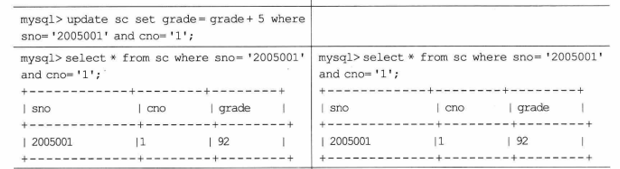 mysql> update sc set grade= grade+ 5 where
sno= '2005001' and cno= '1';
mysql> select * from sc where sno= '2005001'
and cno= '1';
+---------------+---------+---------+
| sno | cno | grade |
+---------------+---------+---------+
| 2005001 |1 | 92 |
+---------------+---------+---------+
mysql> select * from sc where sno= '2005001'
and cno= '1';
+---------------+---------+---------+
| sno | cno | grade |
+---------------+---------+---------+
| 2005001 |1 | 92 |
+---------------+---------+---------+